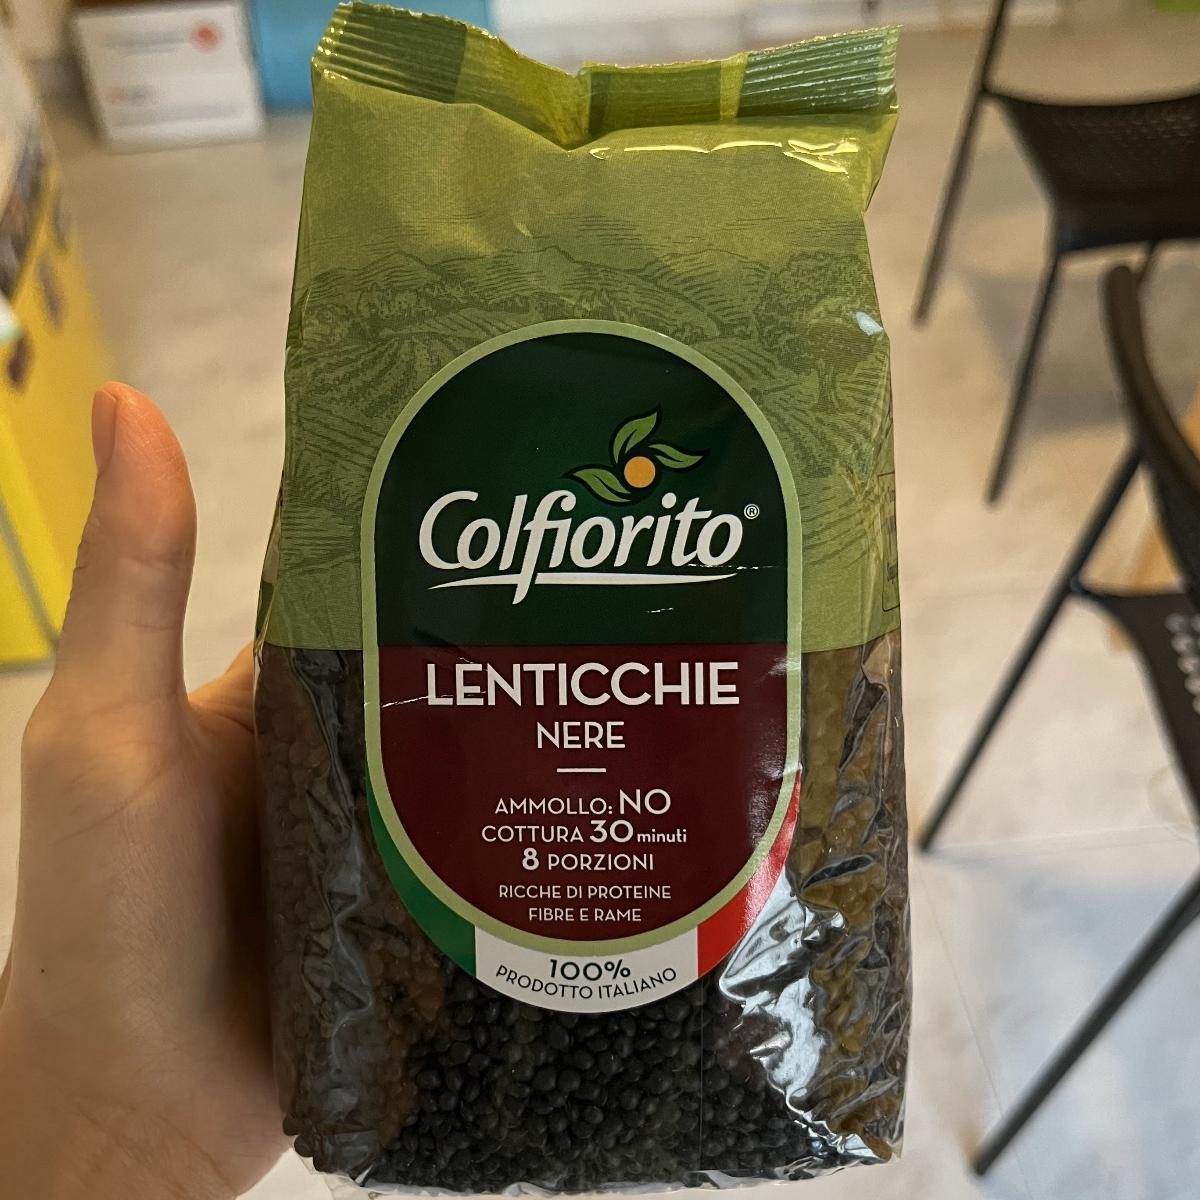 Colfiorito®
LENTICCHIE
NERE
AMMOLLO: NO
COTTURA 30 minuti
8 PORZIONI
RICCHE DI PROTEINE
FIBRE E RAME
100%
PRODOTTO ITALIANO